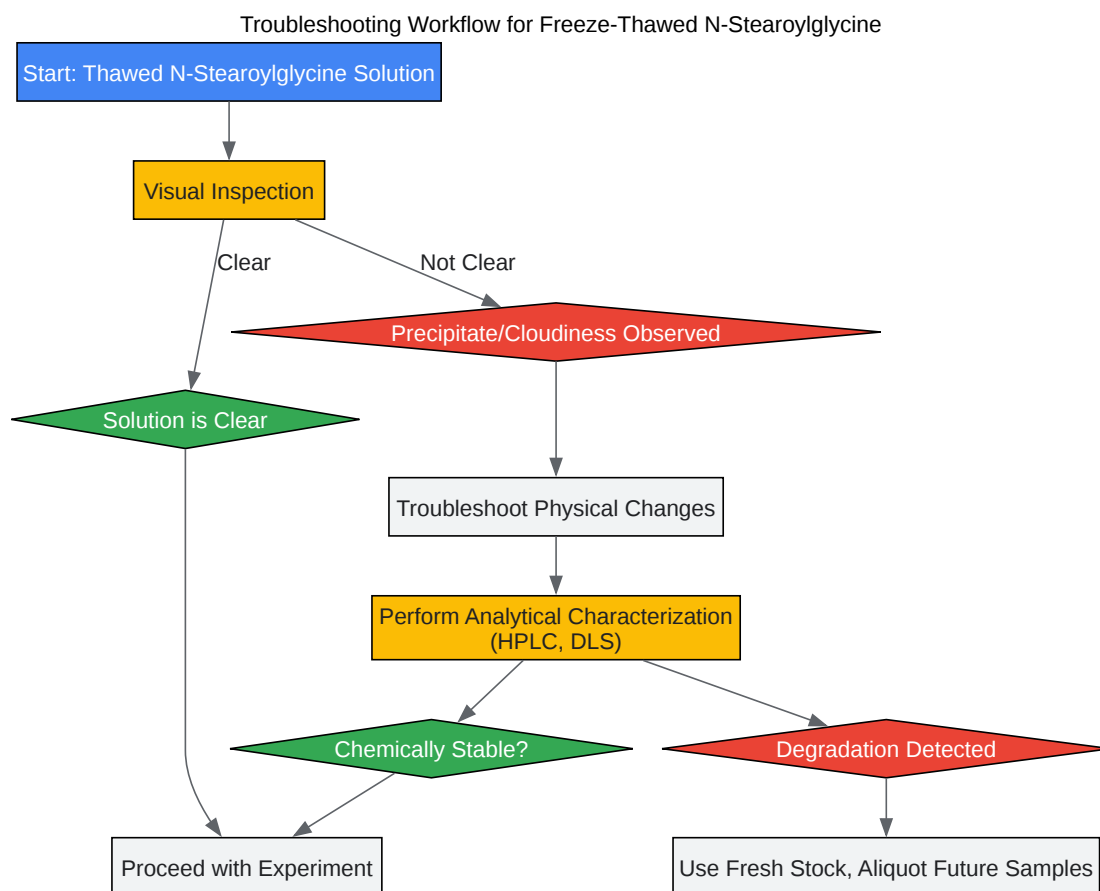 Troubleshooting Workflow for Freeze-Thawed N-Stearoylglycine
Start: Thawed N-Stearoylglycine Solution
Visual Inspection
Clear
Not Clear
Precipitate/Cloudiness Observed
Solution is Clear
Troubleshoot Physical Changes
Perform Analytical Characterization
(HPLC, DLS)
Chemically Stable?
Degradation Detected
Proceed with Experiment
Use Fresh Stock, Aliquot Future Samples